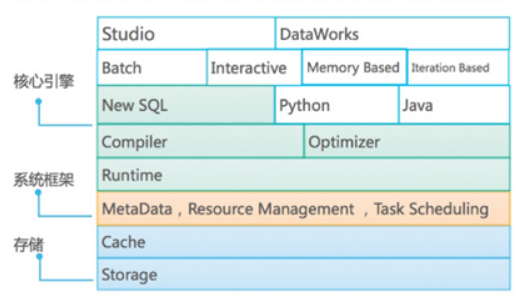 Studio DataWorks
Batch Interactive Memory Based Iteration Based
核心引擎
New SQL Python Java
Compiler Optimizer
系统框架
Runtime
MetaData , Resource Management , Task Scheduling
存储
Cache
Storage